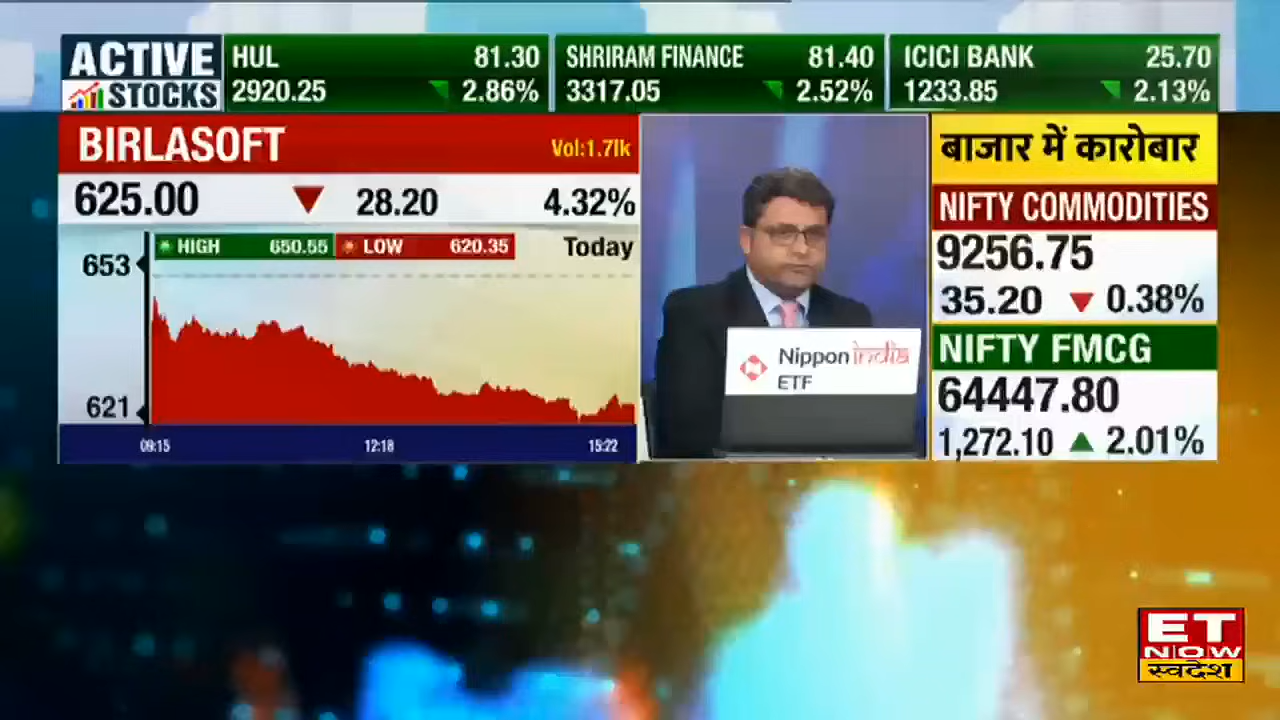 ACTIVE
STOCKS
HUL 81.30
2920.25 2.86%
SHRIRAM FINANCE 81.40
3317.05 2.52%
ICICI BANK 25.70
1233.85 2.13%
BIRLASOFT Vol:1.7lk
625.00 28.20 4.32%
HIGH 650.55 LOW 620.35 Today
653
621
09:15 12:18 15:22
Nippon india
ETF
बाजार में कारोबार
NIFTY COMMODITIES
9256.75
35.20 0.38%
NIFTY FMCG
64447.80
1,272.10 2.01%
ET
NOW
स्वदेश